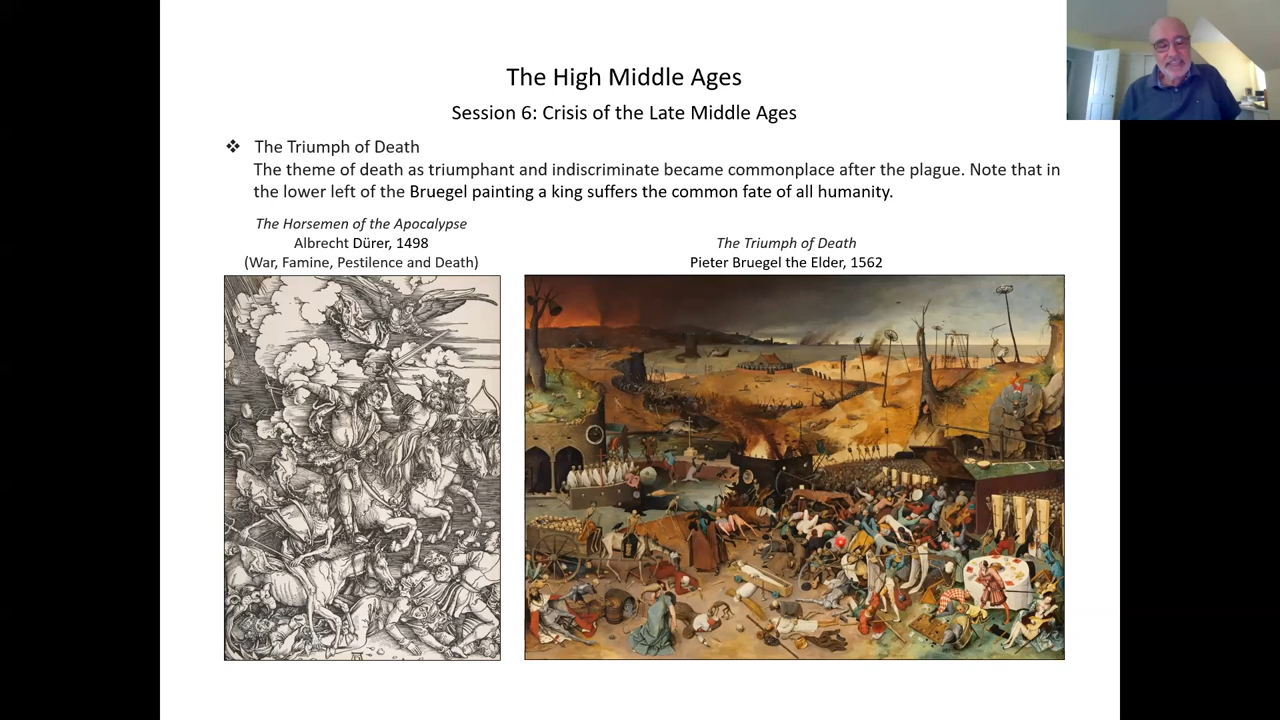 The High Middle Ages
Session 6: Crisis of the Late Middle Ages
❖ The Triumph of Death
The theme of death as triumphant and indiscriminate became commonplace after the plague. Note that in
the lower left of the Bruegel painting a king suffers the common fate of all humanity.
The Horsemen of the Apocalypse
Albrecht Dürer, 1498
(War, Famine, Pestilence and Death)
The Triumph of Death
Pieter Bruegel the Elder, 1562